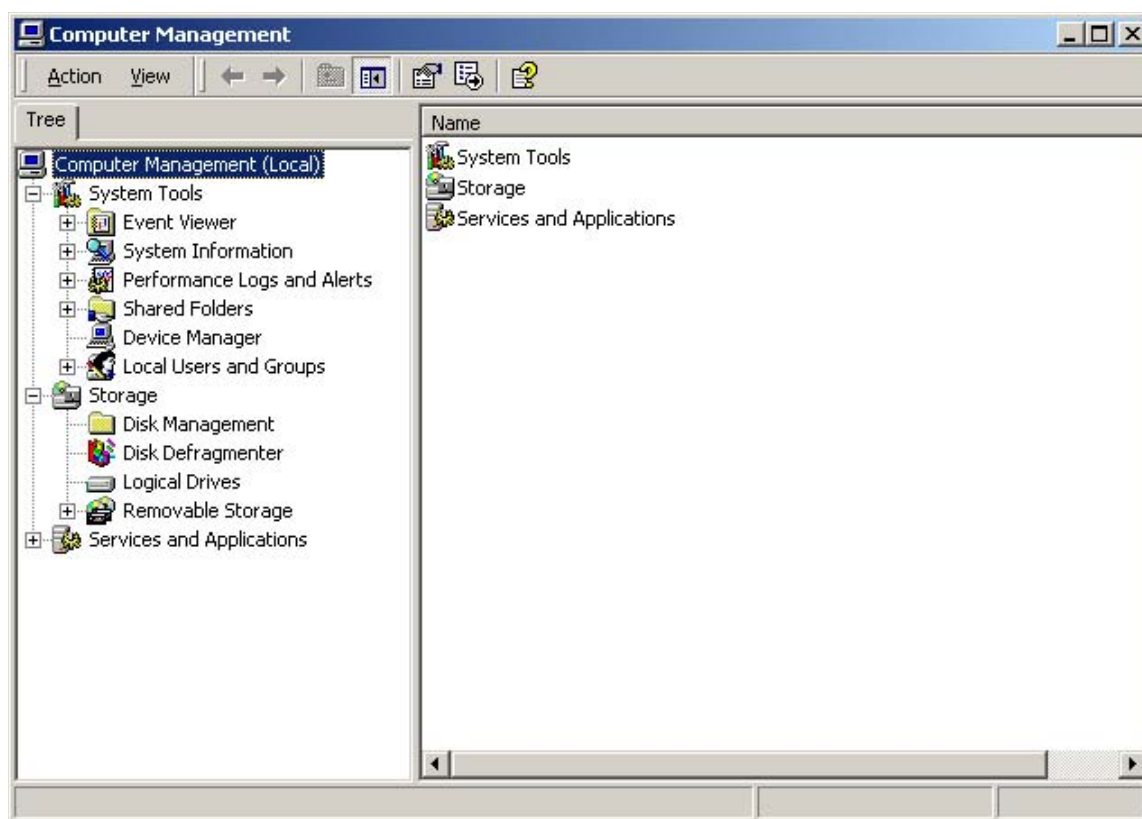 Computer Management
Action View
Tree
Name
Computer Management (Local)
System Tools
Event Viewer
System Information
Performance Logs and Alerts
Shared Folders
Device Manager
Local Users and Groups
Storage
Disk Management
Disk Defragmenter
Logical Drives
Removable Storage
Services and Applications
System Tools
Storage
Services and Applications